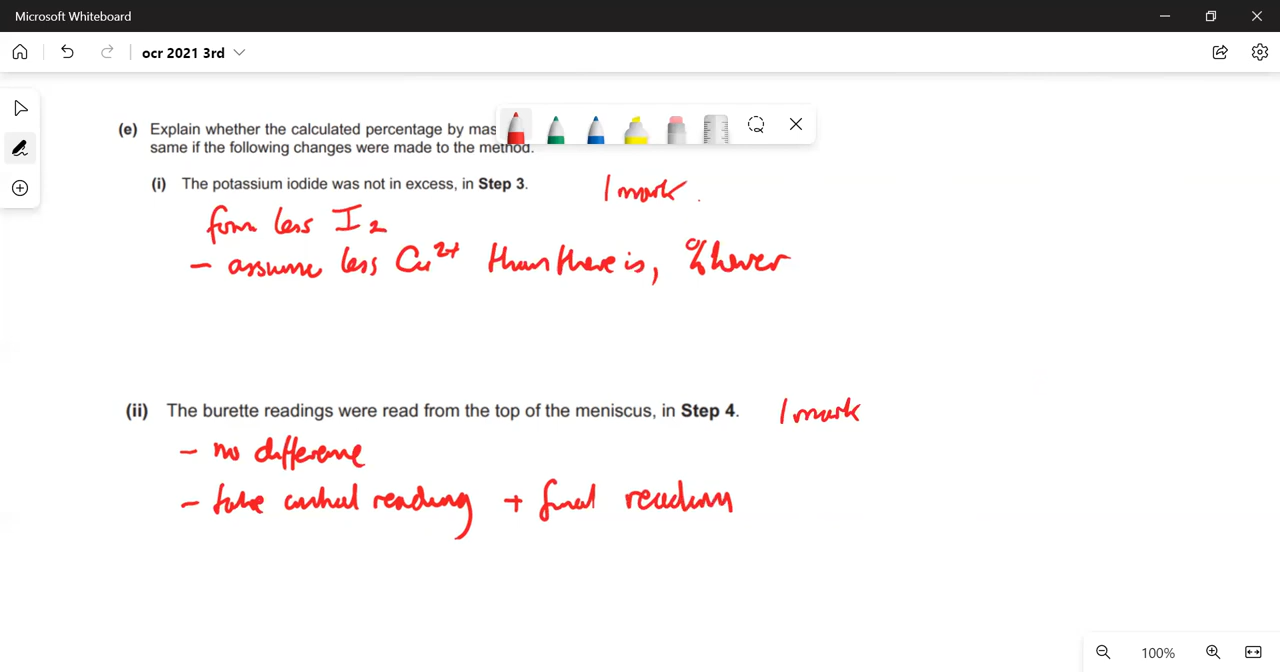 Microsoft Whiteboard
ocr 2021 3rd
(e) Explain whether the calculated percentage by mas
same if the following changes were made to the method.
(i) The potassium iodide was not in excess, in Step 3. 1 mark.
form less I2
- assume less Cu2+ than there is, % lower
(ii) The burette readings were read from the top of the meniscus, in Step 4. 1 mark
- no difference
- take initial reading + final reading
100%